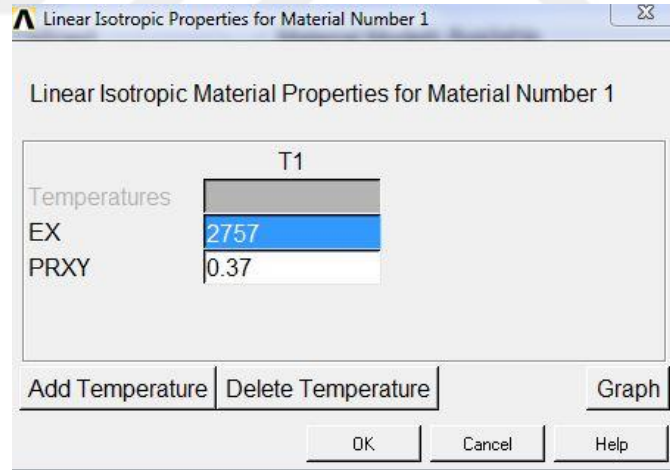 Linear Isotropic Properties for Material Number 1
Linear Isotropic Material Properties for Material Number 1
T1
Temperatures
EX 2757
PRXY 0.37
Add Temperature Delete Temperature Graph
OK Cancel Help